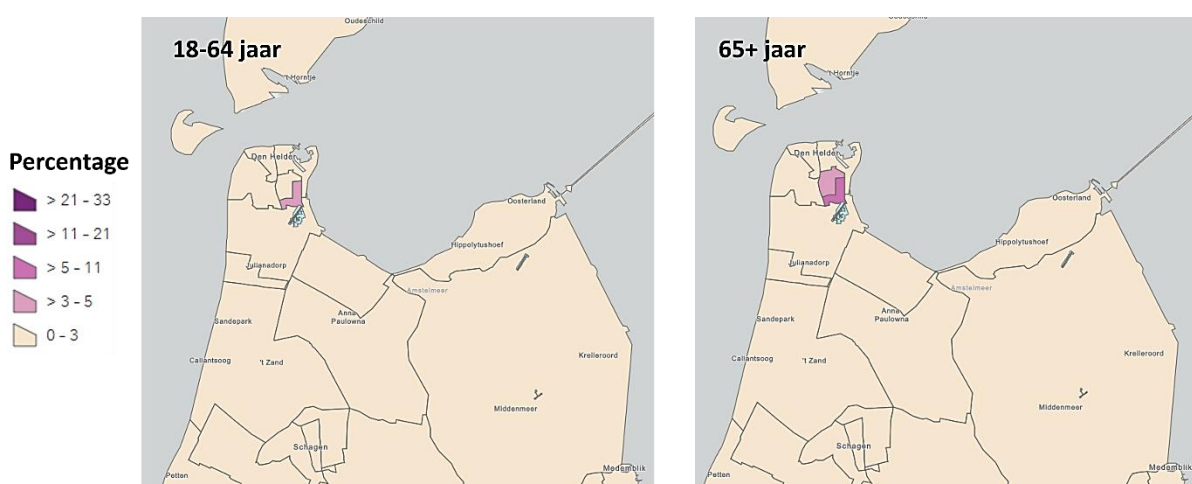 Percentage
> 21 - 33
> 11 - 21
> 5 - 11
> 3 - 5
0 - 3
18-64 jaar
Oudeschild
't Horntje
Den Helder
Oosterland
Hippolytushoef
Julianadorp
Amstelmeer
Anna
Paulowna
Sandepark
Callantsoog
't Zand
Kreileroord
Middenmeer
Schagen
Petten
Medemblik
65+ jaar
Oudeschild
't Horntje
Den Helder
Oosterland
Hippolytushoef
Julianadorp
Amstelmeer
Anna
Paulowna
Sandepark
Callantsoog
't Zand
Kreileroord
Middenmeer
Schagen
Petten
Medemblik